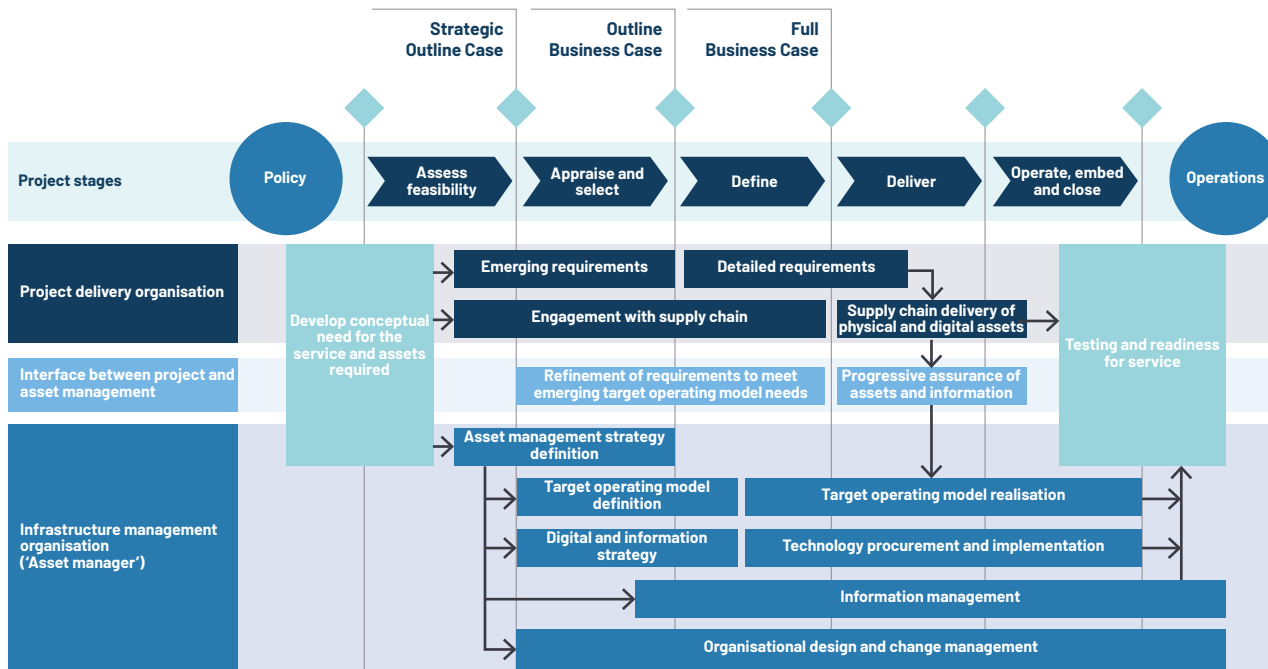 Strategic
Outline Case
Outline
Business Case
Full
Business Case
Project stages
Policy
Assess
feasibility
Appraise and
select
Define
Deliver
Operate, embed
and close
Operations
Project delivery organisation
Develop conceptual
need for the
service and assets
required
Emerging requirements
Detailed requirements
Engagement with supply chain
Supply chain delivery of
physical and digital assets
Testing and readiness
for service
Interface between project and
asset management
Refinement of requirements to meet
emerging target operating model needs
Progressive assurance of
assets and information
Infrastructure management
organisation
(‘Asset manager’)
Asset management strategy
definition
Target operating model
definition
Target operating model realisation
Digital and information
strategy
Technology procurement and implementation
Information management
Organisational design and change management